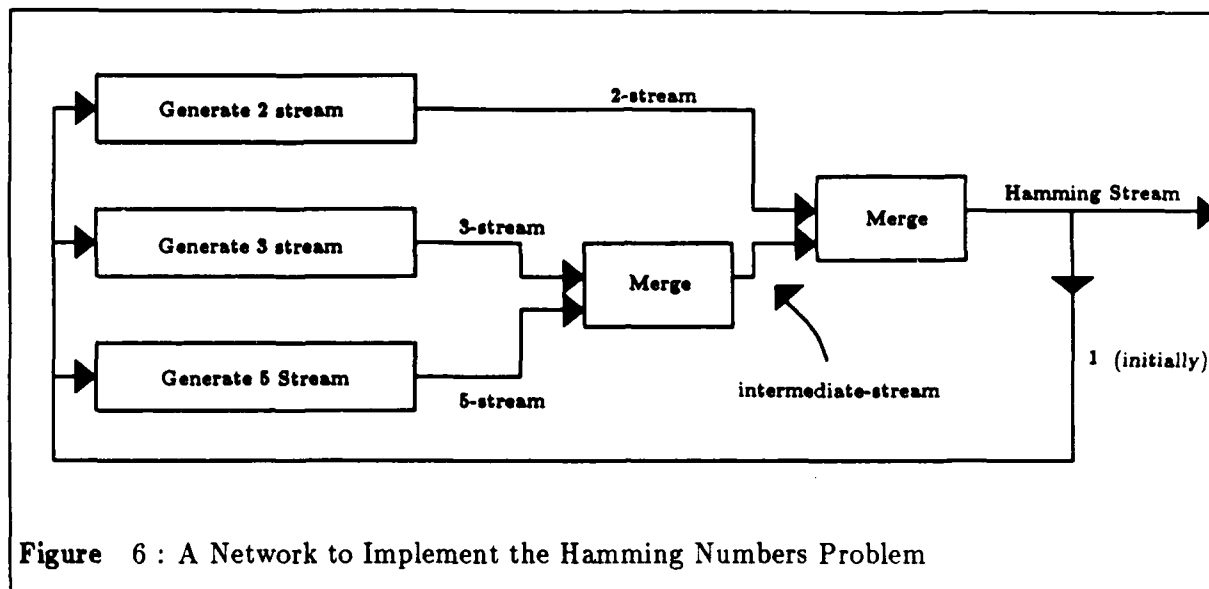 2-stream
Generate 2 stream
Hamming Stream
Merge
3-stream
Generate 3 stream
Merge
1 (initially)
Generate 5 Stream
5-stream
intermediate-stream
Figure 6 : A Network to Implement the Hamming Numbers Problem